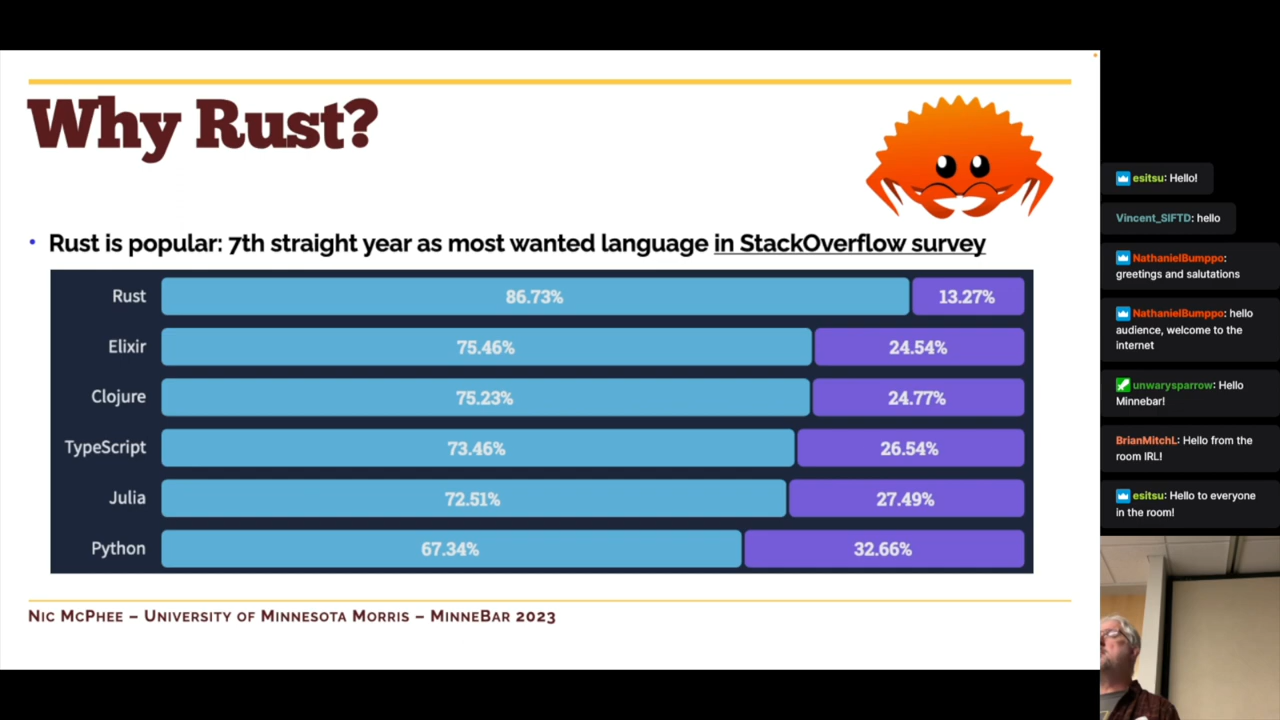 Why Rust?
• Rust is popular: 7th straight year as most wanted language in StackOverflow survey
Rust 86.73% 13.27%
Elixir 75.46% 24.54%
Clojure 75.23% 24.77%
TypeScript 73.46% 26.54%
Julia 72.51% 27.49%
Python 67.34% 32.66%
Nic McPhee – University of Minnesota Morris – MinneBar 2023
esitsu: Hello!
Vincent_SIFTD: hello
NathanielBumppo:
greetings and salutations
NathanielBumppo: hello
audience, welcome to the
internet
unwarysparrow: Hello
Minnebar!
BrianMitchL: Hello from the
room IRL!
esitsu: Hello to everyone
in the room!